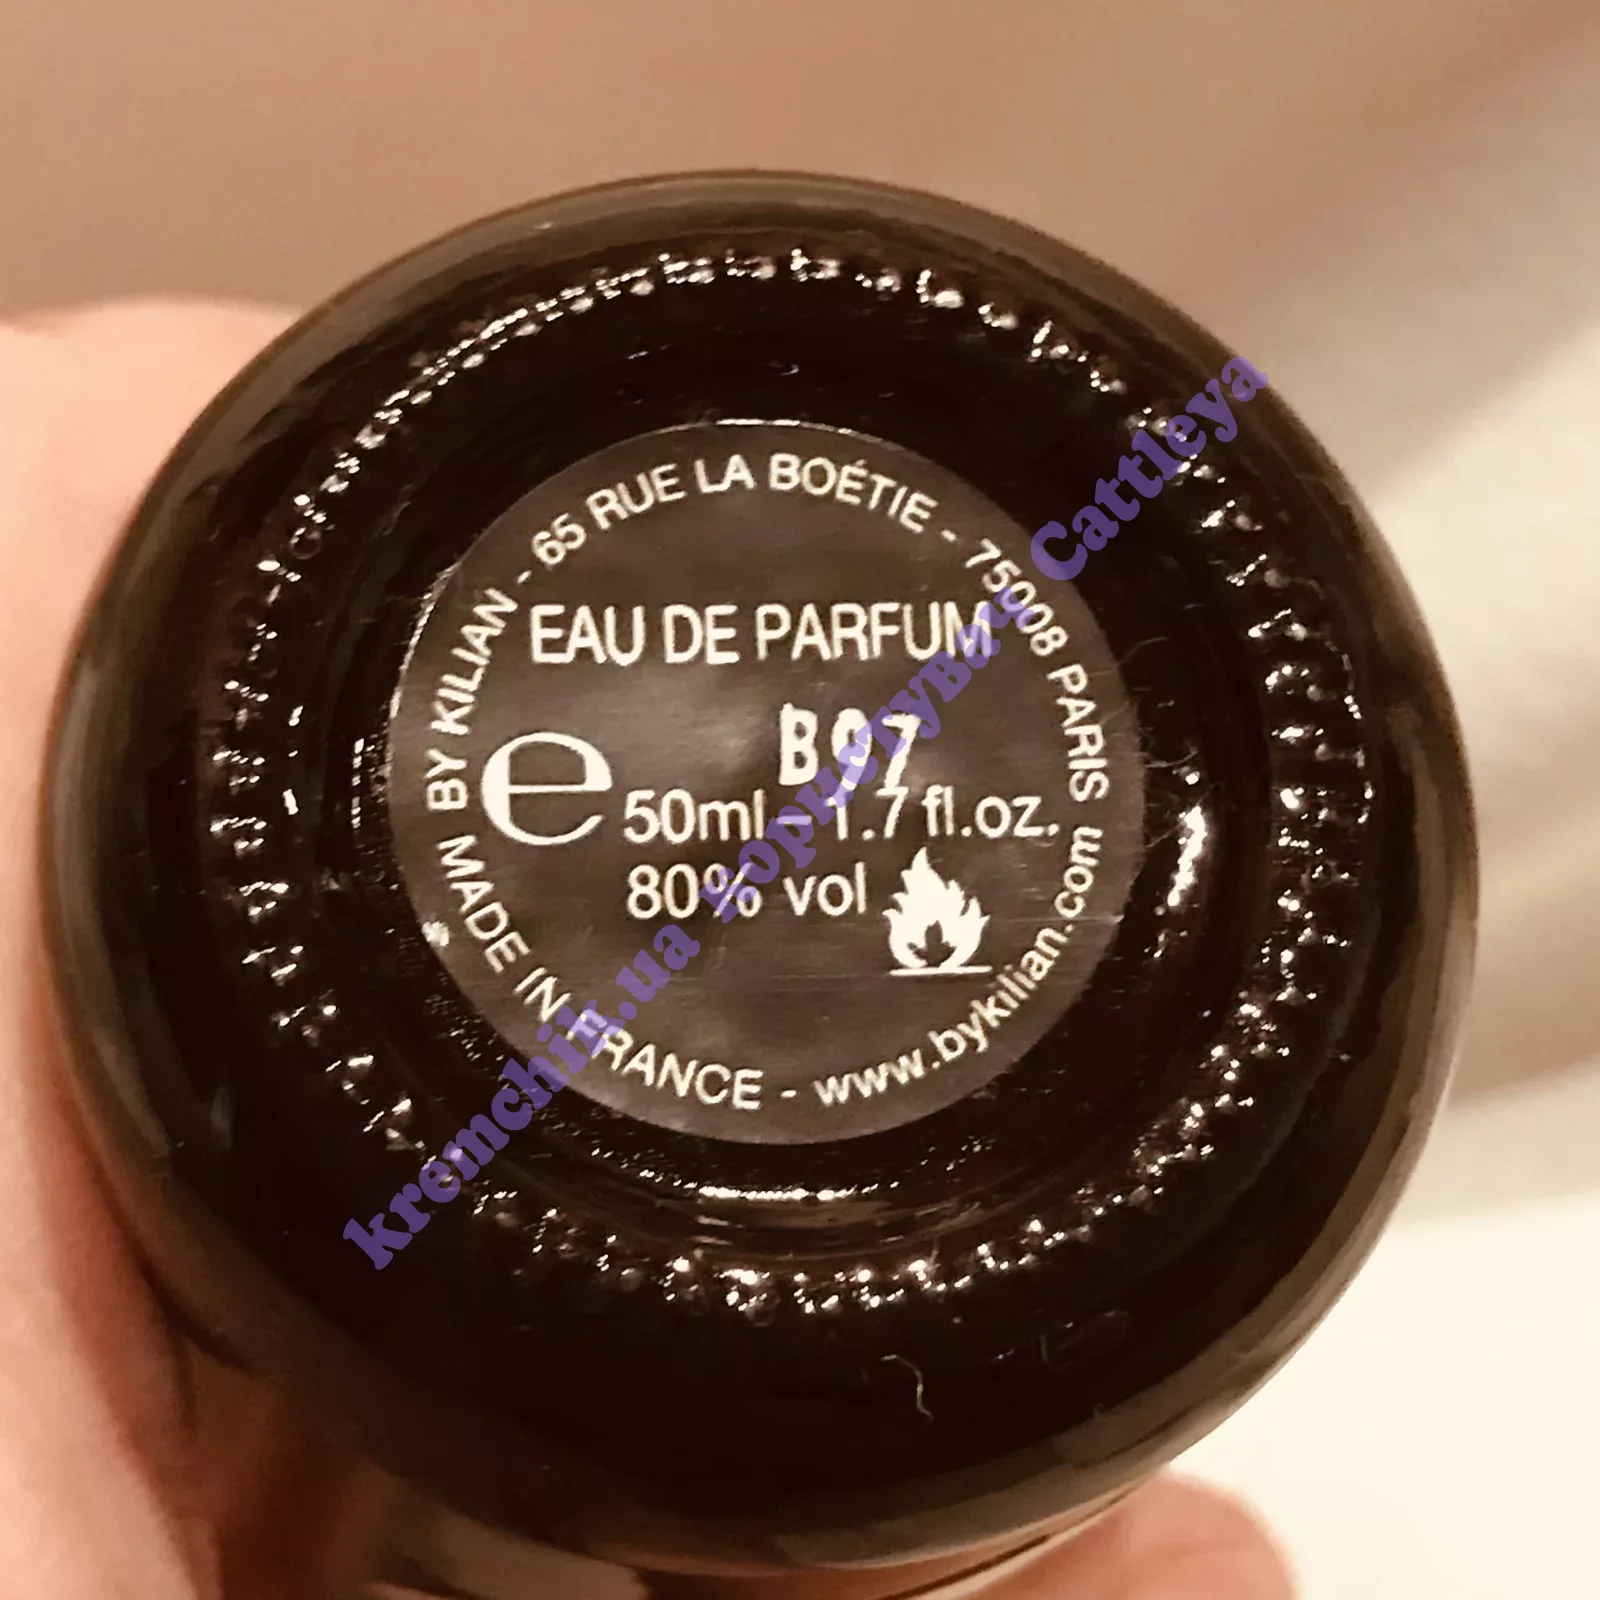 BY KILIAN - 65 RUE LA BOÉTIE - 75008 PARIS
EAU DE PARFUM
B97
e 50ml - 1.7 fl.oz.
80% vol
MADE IN FRANCE - www.bykilian.com
kremchik.ua користувач Cattleya